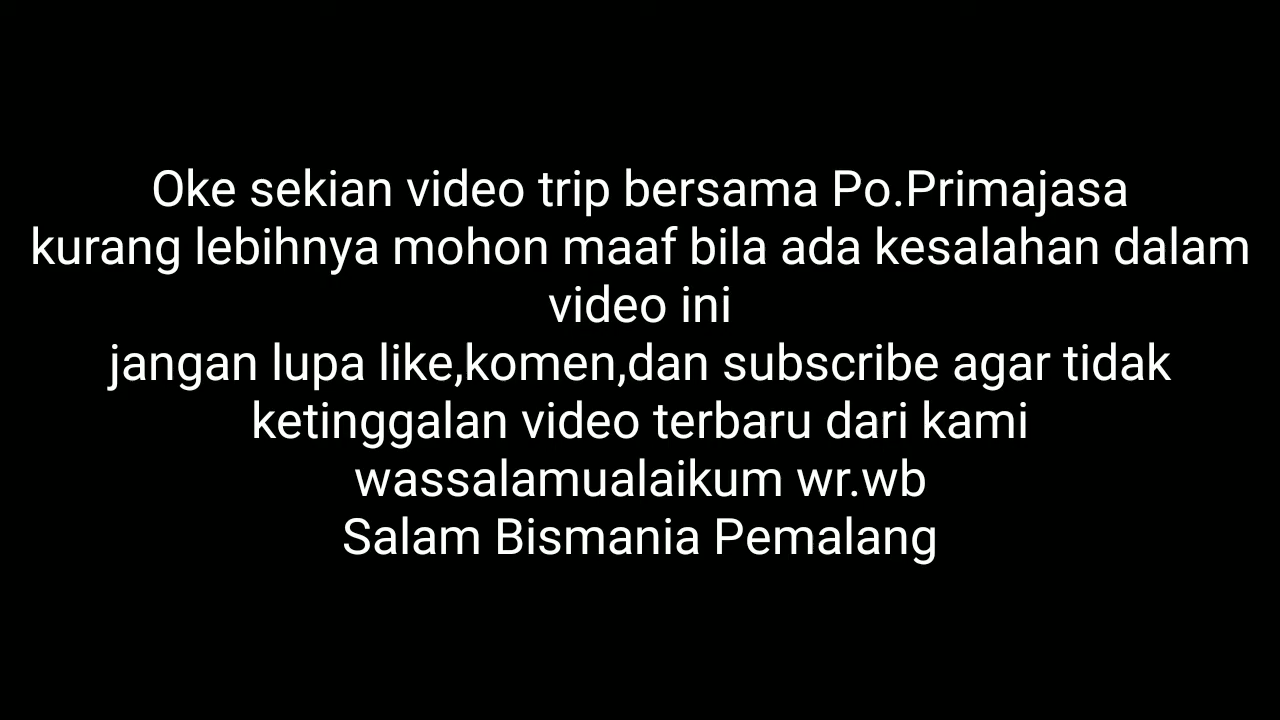 Oke sekian video trip bersama Po.Primajasa
kurang lebihnya mohon maaf bila ada kesalahan dalam
video ini
jangan lupa like,komen,dan subscribe agar tidak
ketinggalan video terbaru dari kami
wassalamualaikum wr.wb
Salam Bismania Pemalang